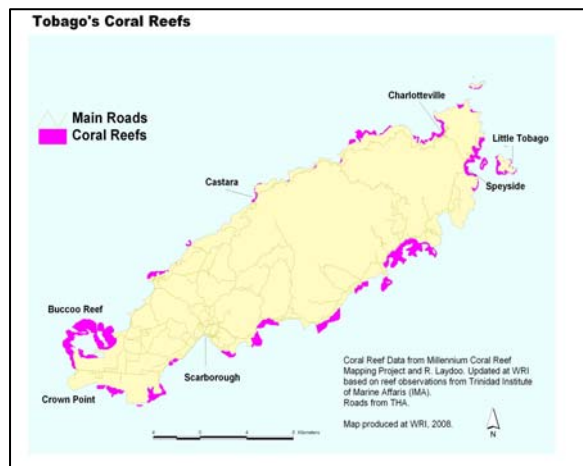 Tobago's Coral Reefs
Charlotteville
Main Roads
Little Tobago
Coral Reefs
Castara
Speyside
Buccoo Reef
Scarborough
Crown Point
Coral Reef Data from Millennium Coral Reef
Mapping Project and R. Laydoo. Updated at WRI
based on reef observations from Trinidad Institute
of Marine Affaris (IMA).
Roads from THA.
Map produced at WRI, 2008.
N